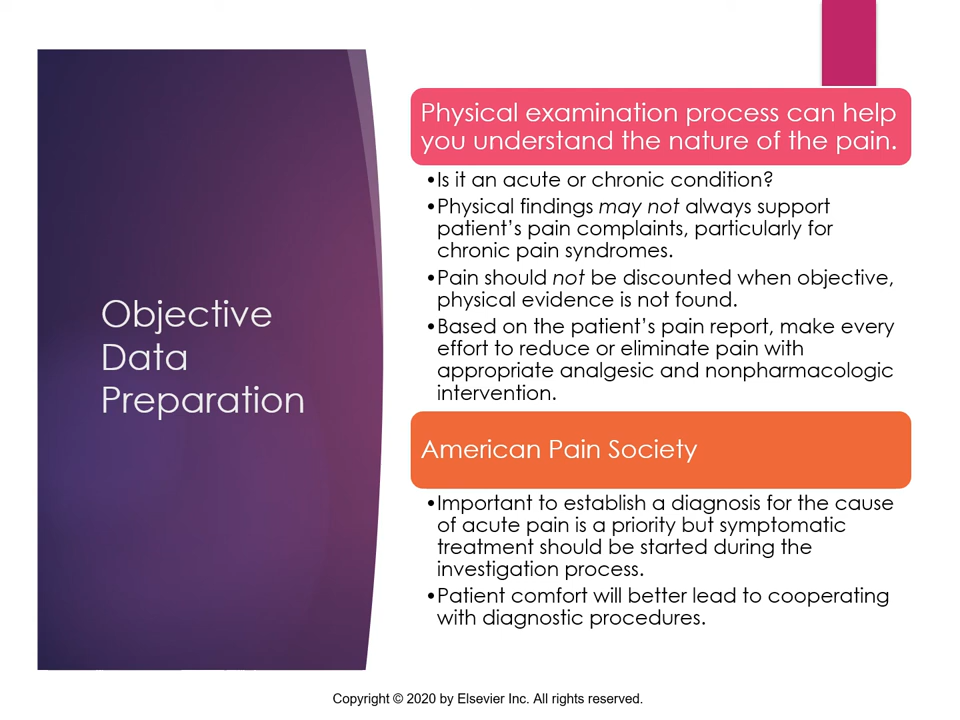 Objective
Data
Preparation
Physical examination process can help
you understand the nature of the pain.
•Is it an acute or chronic condition?
•Physical findings may not always support
patient’s pain complaints, particularly for
chronic pain syndromes.
•Pain should not be discounted when objective,
physical evidence is not found.
•Based on the patient’s pain report, make every
effort to reduce or eliminate pain with
appropriate analgesic and nonpharmacologic
intervention.
American Pain Society
•Important to establish a diagnosis for the cause
of acute pain is a priority but symptomatic
treatment should be started during the
investigation process.
•Patient comfort will better lead to cooperating
with diagnostic procedures.
Copyright © 2020 by Elsevier Inc. All rights reserved.